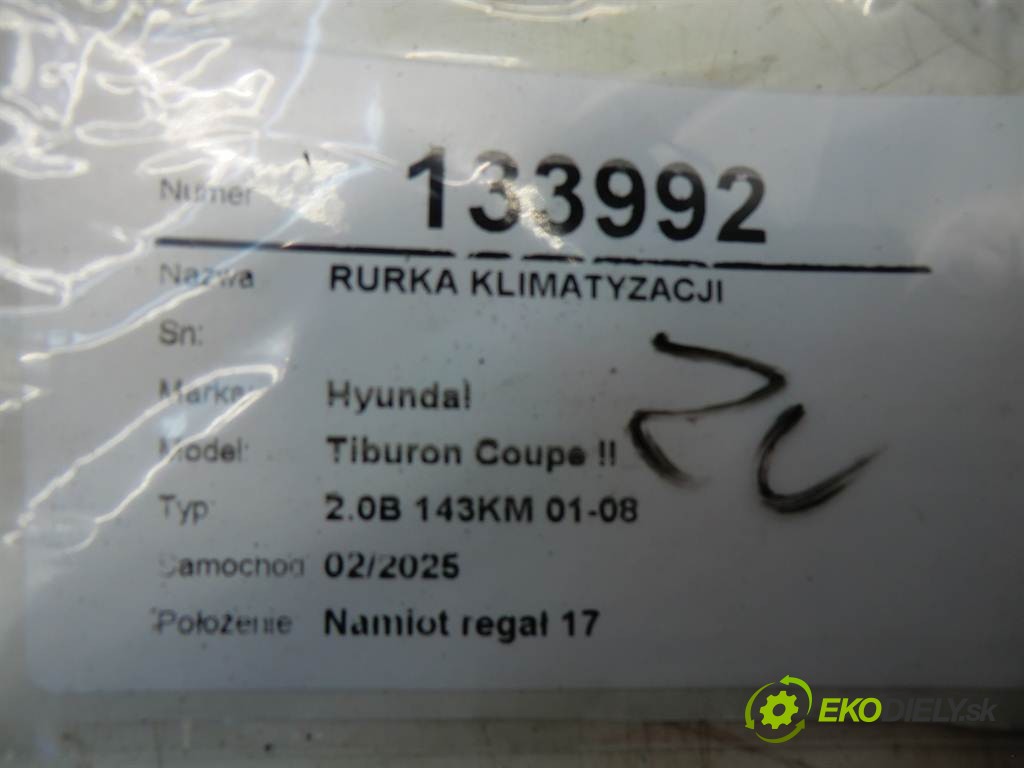 Numer 133992
Nazwa RURKA KLIMATYZACJI
Sn:
Marka: Hyundai
Model: Tiburon Coupe II
Typ 2.0B 143KM 01-08
Samochod 02/2025
Położenie Namiot regał 17
EKODIELY.sk